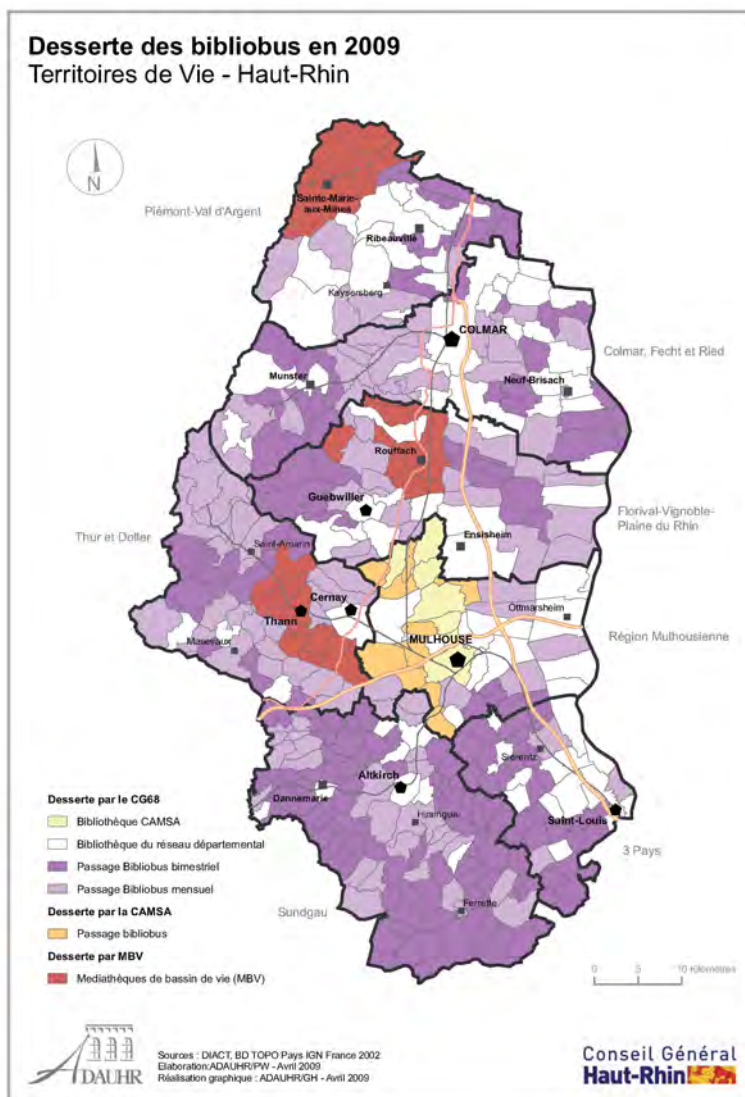 Desserte des bibliobus en 2009
Territoires de Vie - Haut-Rhin
N
Piémont-Val d'Argent
Sainte-Marie-
aux-Mines
Ribeauvillé
Kaysersberg
COLMAR
Colmar, Fecht et Ried
Munster
Neuf-Brisach
Rouffach
Guebwiller
Florival-Vignoble-
Plaine du Rhin
Thur et Doller
Saint-Amarin
Ensisheim
Cernay
Thann
Ottmarsheim
Masevaux
MULHOUSE
Région Mulhousienne
Sierentz
Altkirch
Dannemarie
Hirsingue
Saint-Louis
3 Pays
Sundgau
Ferrette
Desserte par le CG68
Bibliothèque CAMSA
Bibliothèque du réseau départemental
Passage Bibliobus bimestriel
Passage Bibliobus mensuel
Desserte par la CAMSA
Passage bibliobus
Desserte par MBV
Mediathèques de bassin de vie (MBV)
0 5 10 Kilomètres
ADAUHR
Sources : DIACT, BD TOPO Pays IGN France 2002
Elaboration:ADAUHR/PW - Avril 2009
Réalisation graphique : ADAUHR/GH - Avril 2009
Conseil Général
Haut-Rhin